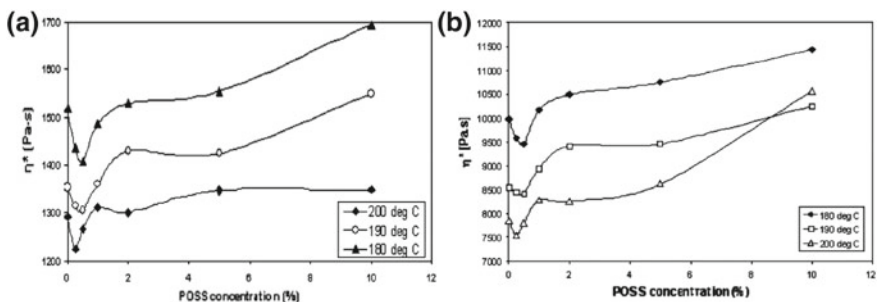 (a)
1700
1600
1500
1400
1300
1200
η* (Pa-s)
0 2 4 6 8 10 12
POSS concentration (%)
200 deg C
190 deg C
180 deg C
(b)
12000
11500
11000
10500
10000
9500
9000
8500
8000
7500
7000
η* [Pa.s]
0 2 4 6 8 10 12
POSS concentration (%)
180 deg C
190 deg C
200 deg C